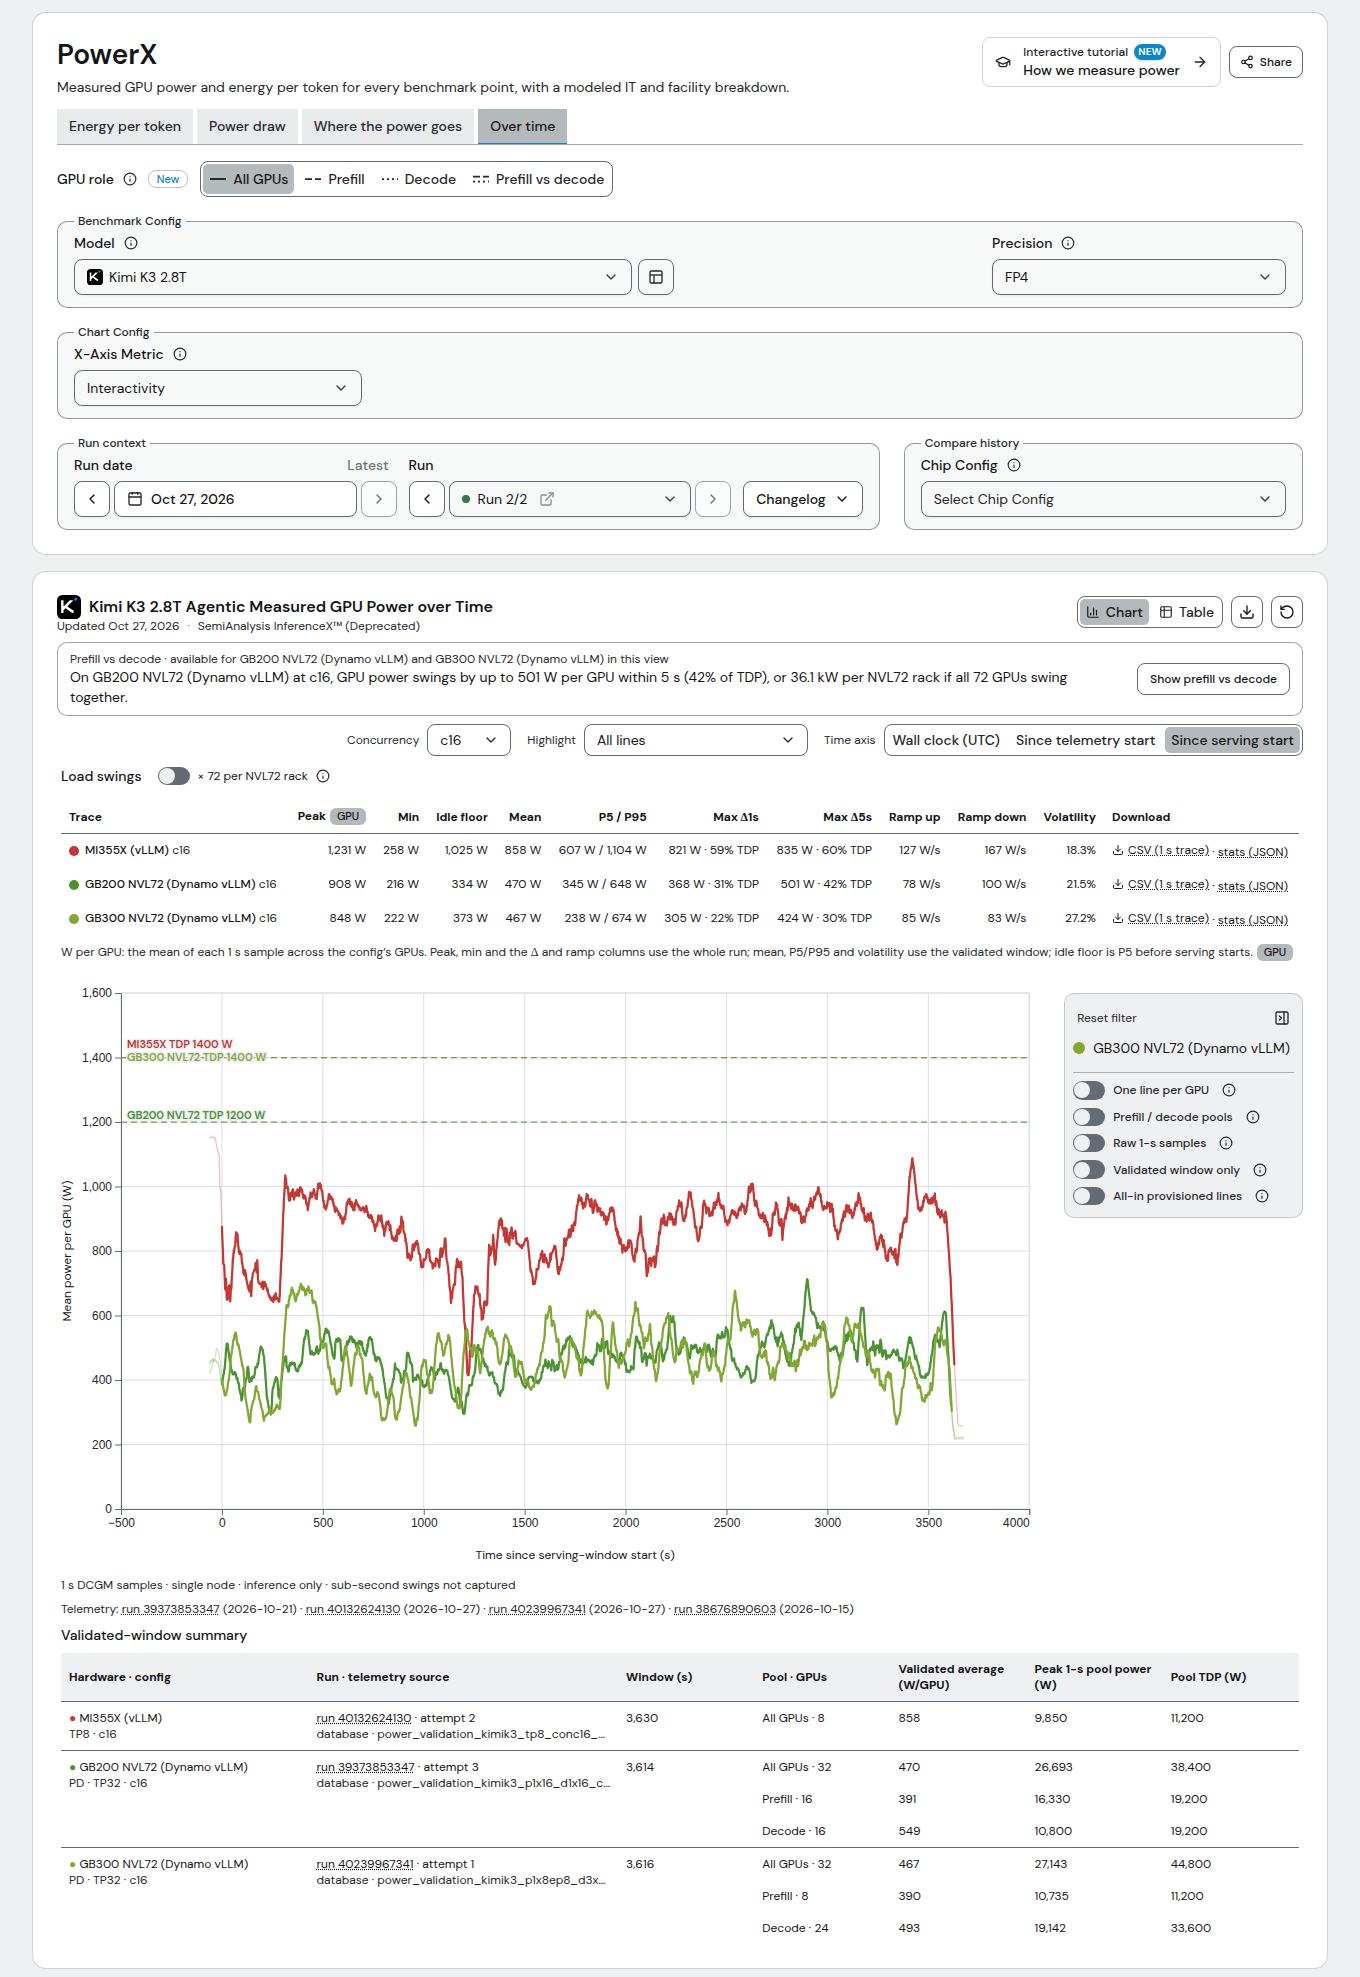 PowerX
Measured GPU power and energy per token for every benchmark point, with a modeled IT and facility breakdown.
Interactive tutorial NEW
How we measure power
Share
Energy per token
Power draw
Where the power goes
Over time
GPU role
New
All GPUs
Prefill
Decode
Prefill vs decode
Benchmark Config
Model
Kimi K3 2.8T
Precision
FP4
Chart Config
X-Axis Metric
Interactivity
Run context
Run date
Latest
Run
Oct 27, 2026
Run 2/2
Changelog
Compare history
Chip Config
Select Chip Config
Kimi K3 2.8T Agentic Measured GPU Power over Time
Updated Oct 27, 2026 · SemiAnalysis InferenceX™ (Deprecated)
Chart
Table
Prefill vs decode · available for GB200 NVL72 (Dynamo vLLM) and GB300 NVL72 (Dynamo vLLM) in this view
On GB200 NVL72 (Dynamo vLLM) at c16, GPU power swings by up to 501 W per GPU within 5 s (42% of TDP), or 36.1 kW per NVL72 rack if all 72 GPUs swing
together.
Show prefill vs decode
Concurrency
c16
Highlight
All lines
Time axis
Wall clock (UTC)
Since telemetry start
Since serving start
Load swings
× 72 per NVL72 rack
Trace Peak GPU Min Idle floor Mean P5 / P95 Max Δ1s Max Δ5s Ramp up Ramp down Volatility Download
MI355X (vLLM) c16 1,231 W 258 W 1,025 W 858 W 607 W / 1,104 W 821 W · 59% TDP 835 W · 60% TDP 127 W/s 167 W/s 18.3% CSV (1 s trace) · stats (JSON)
GB200 NVL72 (Dynamo vLLM) c16 908 W 216 W 334 W 470 W 345 W / 648 W 368 W · 31% TDP 501 W · 42% TDP 78 W/s 100 W/s 21.5% CSV (1 s trace) · stats (JSON)
GB300 NVL72 (Dynamo vLLM) c16 848 W 222 W 373 W 467 W 238 W / 674 W 305 W · 22% TDP 424 W · 30% TDP 85 W/s 83 W/s 27.2% CSV (1 s trace) · stats (JSON)
W per GPU: the mean of each 1 s sample across the config's GPUs. Peak, min and the Δ and ramp columns use the whole run; mean, P5/P95 and volatility use the validated window; idle floor is P5 before serving starts. GPU
1,600
1,400
1,200
1,000
800
600
400
200
0
Mean power per GPU (W)
MI355X TDP 1400 W
GB300 NVL72 TDP 1400 W
GB200 NVL72 TDP 1200 W
−500 0 500 1000 1500 2000 2500 3000 3500 4000
Time since serving-window start (s)
Reset filter
GB300 NVL72 (Dynamo vLLM)
One line per GPU
Prefill / decode pools
Raw 1-s samples
Validated window only
All-in provisioned lines
1 s DCGM samples · single node · inference only · sub-second swings not captured
Telemetry: run 39373853347 (2026-10-21) · run 40132624130 (2026-10-27) · run 40239967341 (2026-10-27) · run 38676890603 (2026-10-15)
Validated-window summary
Hardware · config Run · telemetry source Window (s) Pool · GPUs Validated average (W/GPU) Peak 1-s pool power (W) Pool TDP (W)
MI355X (vLLM) run 40132624130 · attempt 2 3,630 All GPUs · 8 858 9,850 11,200
TP8 · c16 database · power_validation_kimik3_tp8_conc16_…
GB200 NVL72 (Dynamo vLLM) run 39373853347 · attempt 3 3,614 All GPUs · 32 470 26,693 38,400
PD · TP32 · c16 database · power_validation_kimik3_p1x16_d1x16_c…
Prefill · 16 391 16,330 19,200
Decode · 16 549 10,800 19,200
GB300 NVL72 (Dynamo vLLM) run 40239967341 · attempt 1 3,616 All GPUs · 32 467 27,143 44,800
PD · TP32 · c16 database · power_validation_kimik3_p1x8ep8_d3x…
Prefill · 8 390 10,735 11,200
Decode · 24 493 19,142 33,600